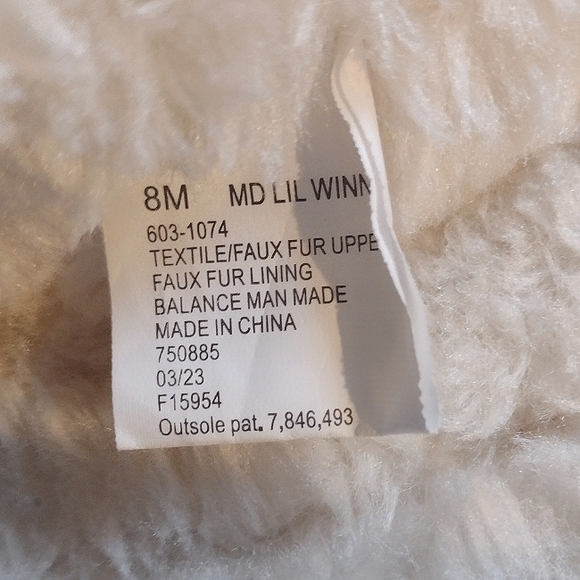 8M MD LIL WINN
603-1074
TEXTILE/FAUX FUR UPPE
FAUX FUR LINING
BALANCE MAN MADE
MADE IN CHINA
750885
03/23
F15954
Outsole pat. 7,846,493